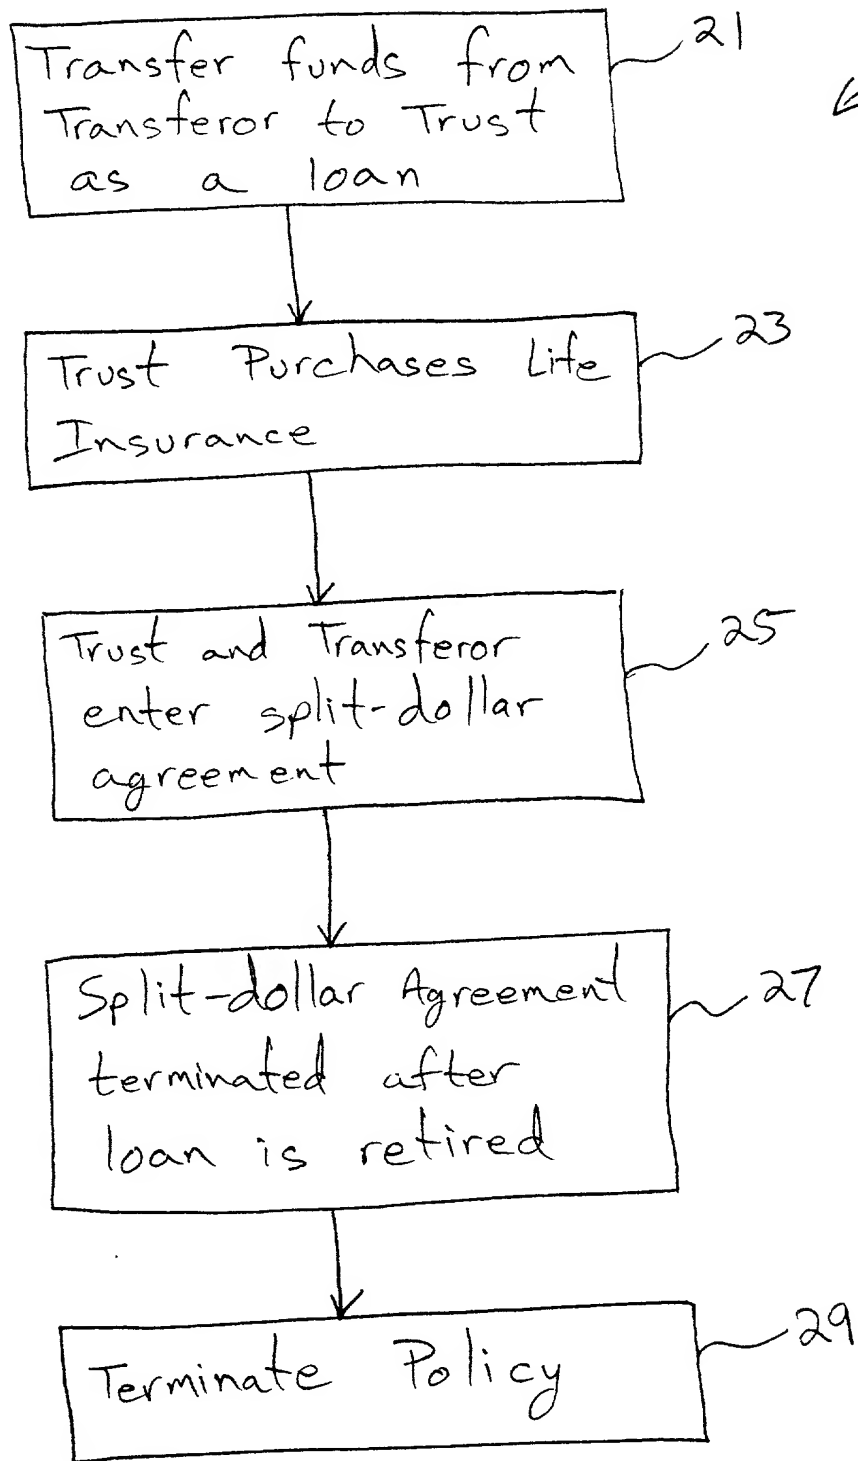 Transfer funds from
Transferor to Trust
as a loan
21
Trust Purchases Life
Insurance
23
Trust and Transferor
enter split-dollar
agreement
25
Split-dollar Agreement
terminated after
loan is retired
27
Terminate Policy
29